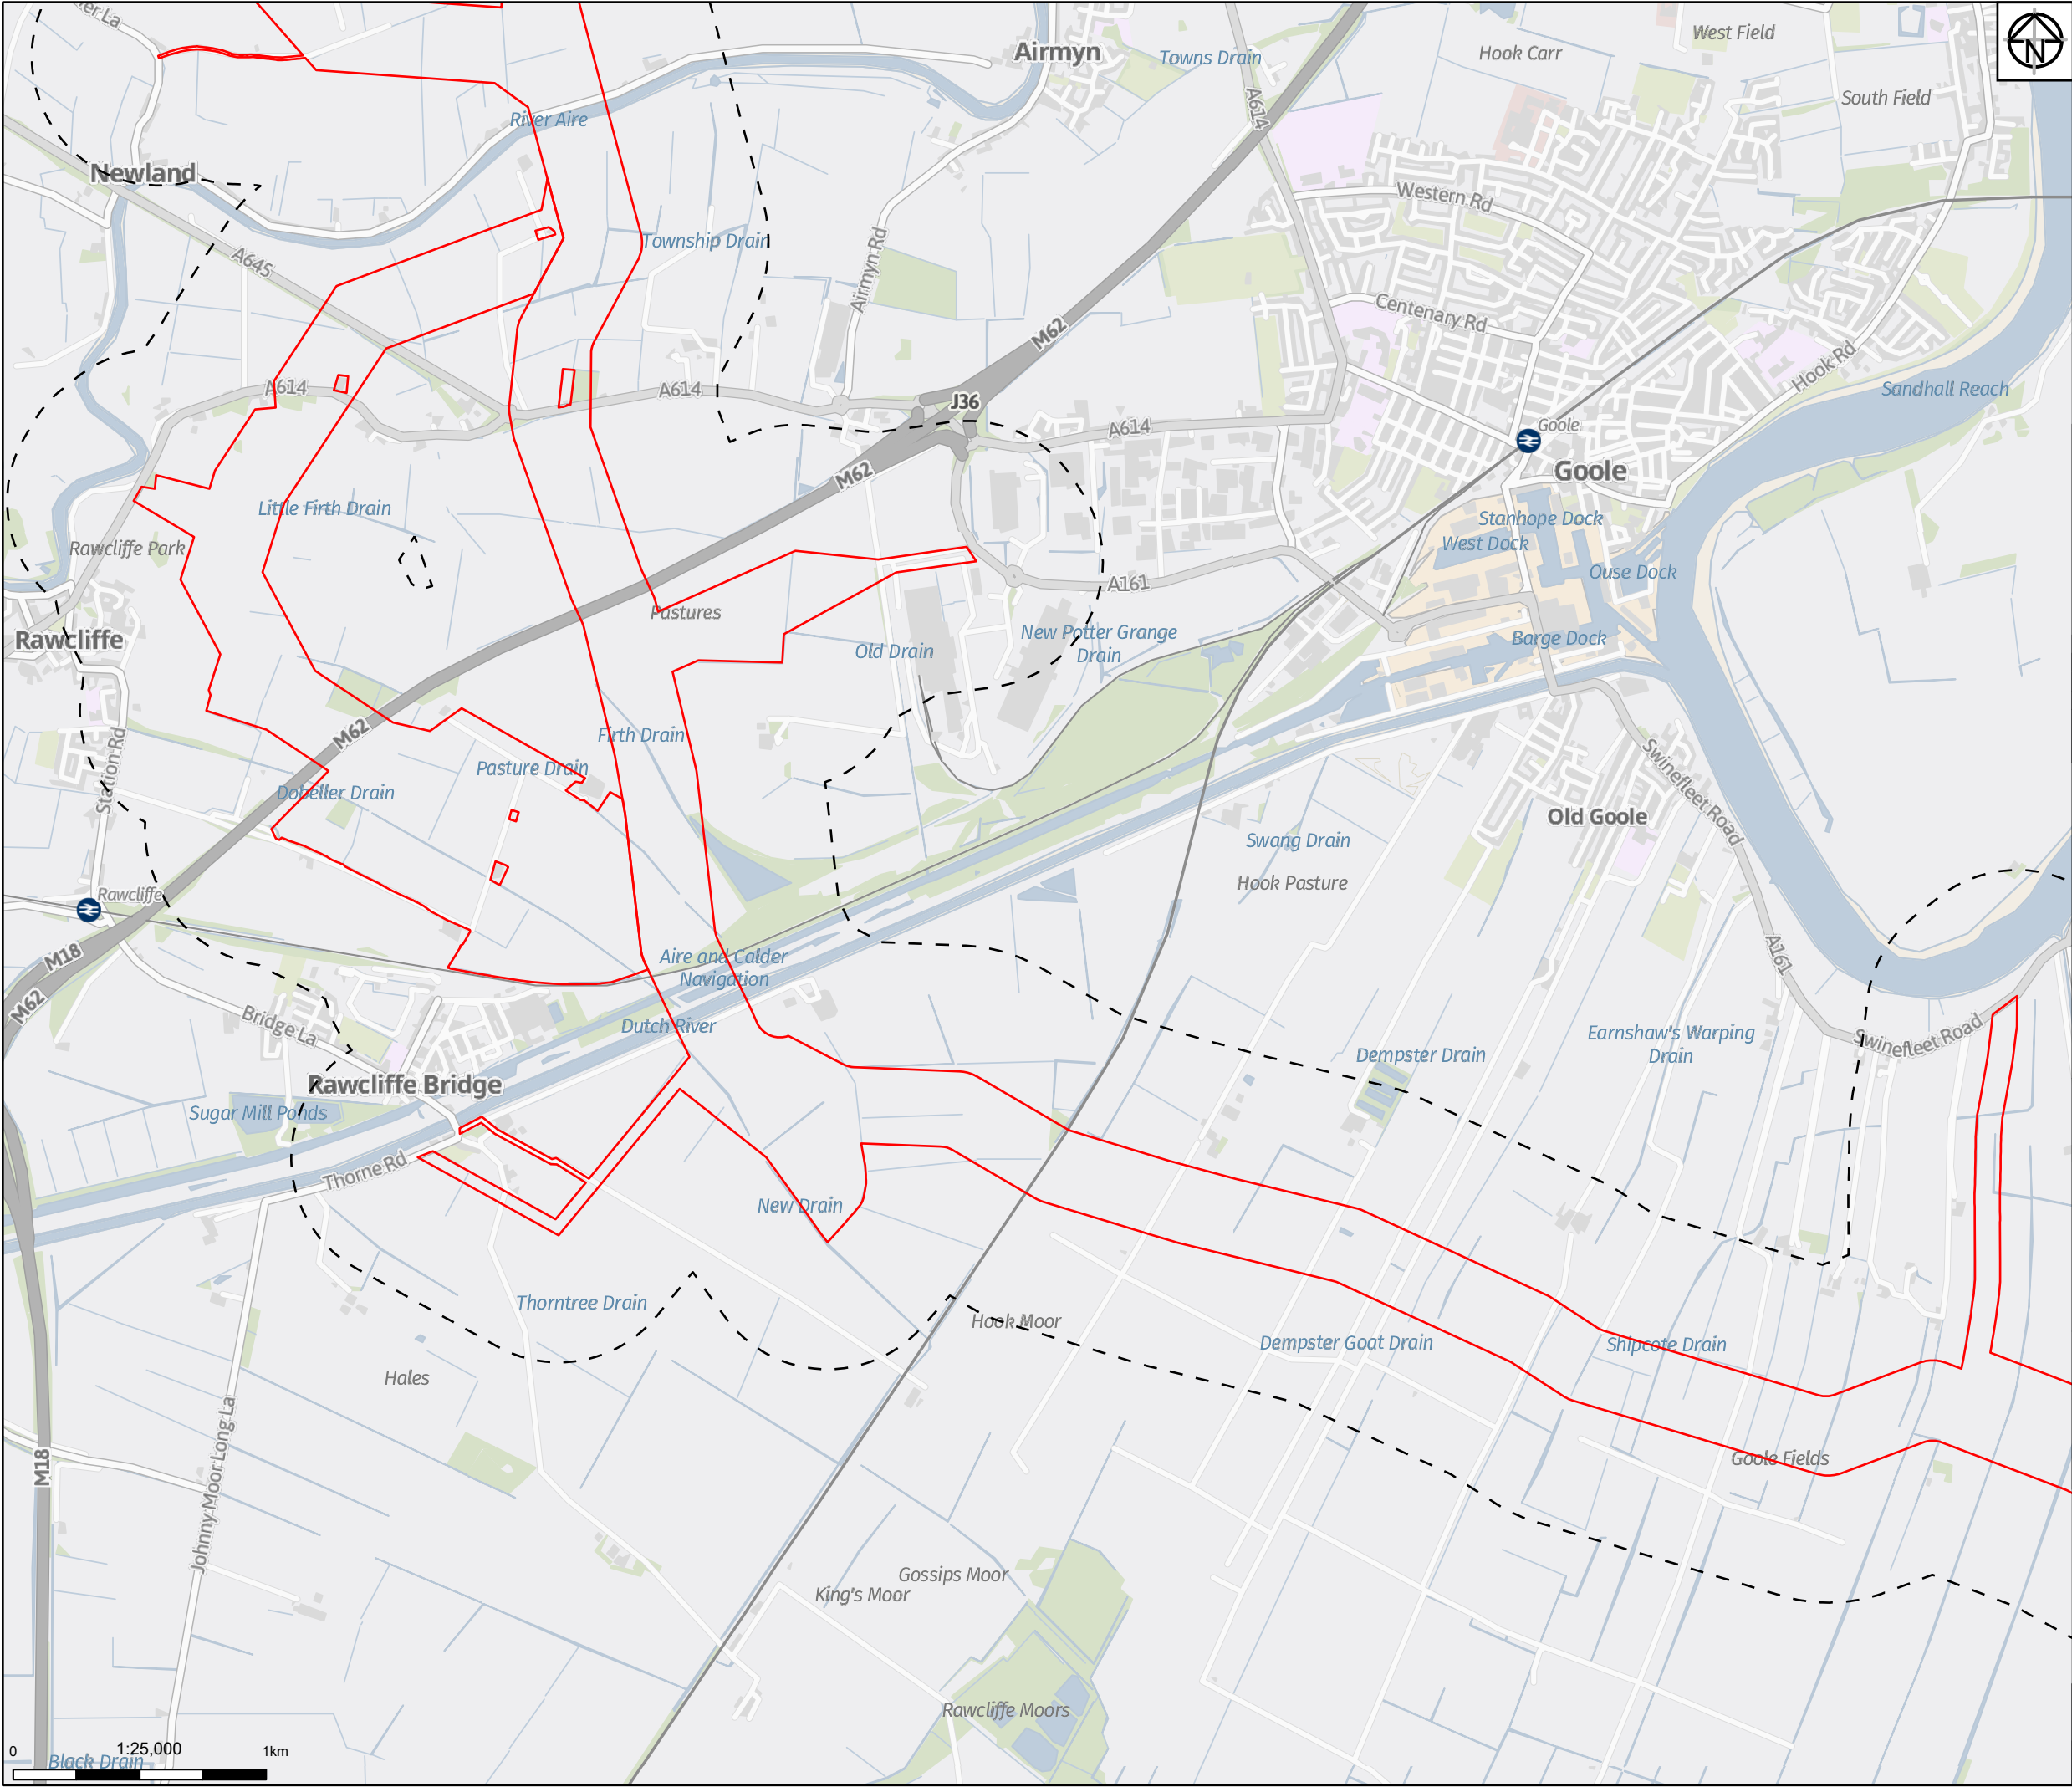 er La
Airmyn
Towns Drain
A614
Hook Carr
West Field
South Field
N
River Aire
Newland
Western Rd
Township Drain
A645
Airmyn Rd
Centenary Rd
M62
Hook Rd
Sandhall Reach
A614
A614
J36
A614
Goole
Goole
M62
Little Firth Drain
Stanhope Dock
West Dock
Rawcliffe Park
Ouse Dock
A161
Pastures
Rawcliffe
Old Drain
New Potter Grange
Drain
Barge Dock
M62
Firth Drain
Station Rd
Pasture Drain
Dobeller Drain
Swinefleet Road
Old Goole
Swang Drain
Hook Pasture
Rawcliffe
M18
M62
Aire and Calder
Navigation
A161
Bridge La
Dutch River
Earnshaw's Warping
Drain
Swinefleet Road
Dempster Drain
Rawcliffe Bridge
Sugar Mill Ponds
Thorne Rd
New Drain
Thorntree Drain
Hook Moor
Dempster Goat Drain
Shipcote Drain
Hales
Johnny Moor Long La
M18
Goole Fields
Gossips Moor
King's Moor
Rawcliffe Moors
Black Drain
0 1:25,000 1km